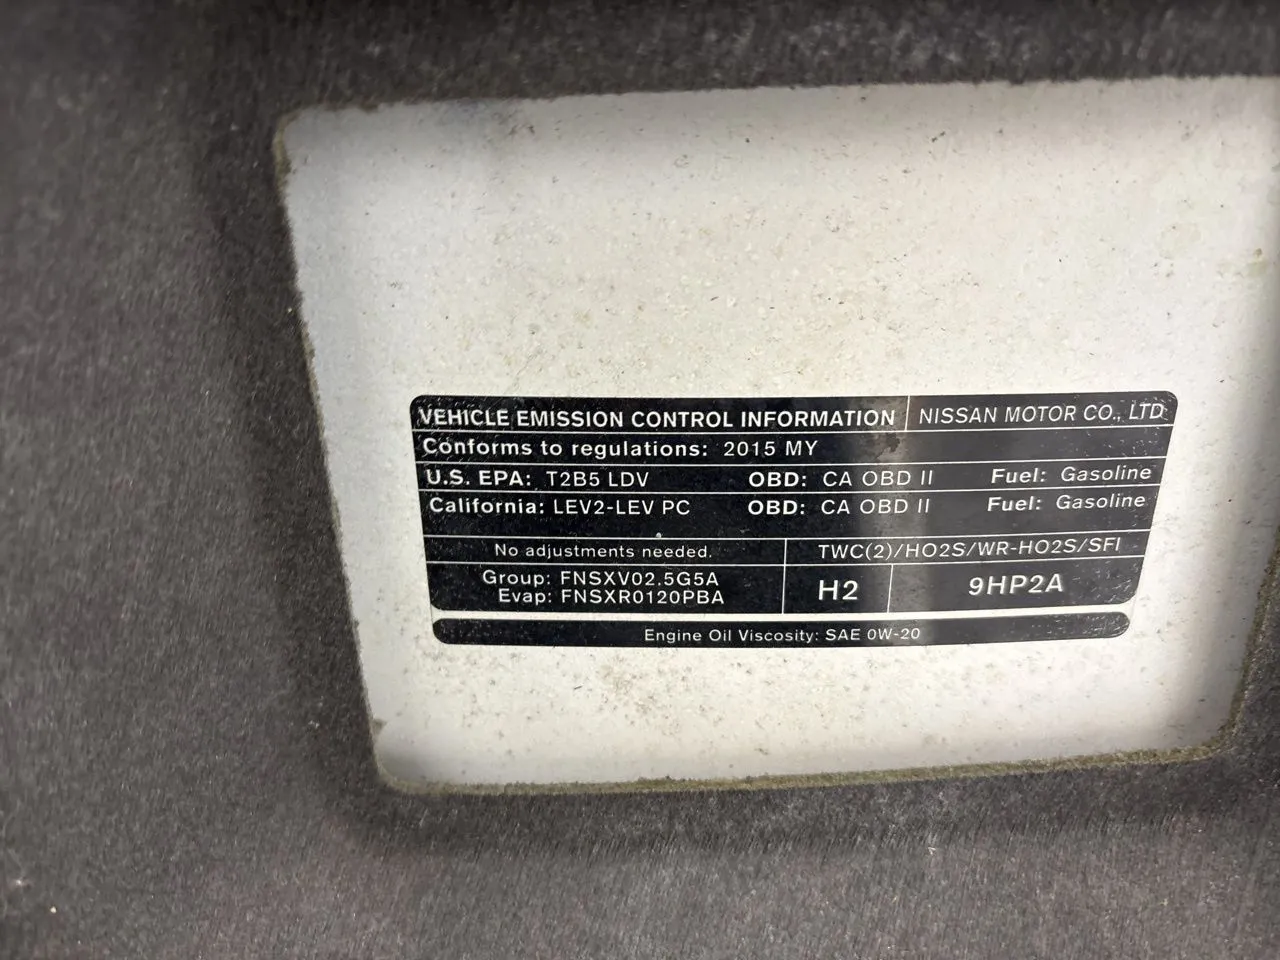 VEHICLE EMISSION CONTROL INFORMATION NISSAN MOTOR CO., LTD
Conforms to regulations: 2015 MY
U.S. EPA: T2B5 LDV OBD: CA OBD II Fuel: Gasoline
California: LEV2-LEV PC OBD: CA OBD II Fuel: Gasoline
No adjustments needed. TWC(2)/HO2S/WR-HO2S/SFI
Group: FNSXV02.5G5A
Evap: FNSXR0120PBA
H2 9HP2A
Engine Oil Viscosity: SAE 0W-20